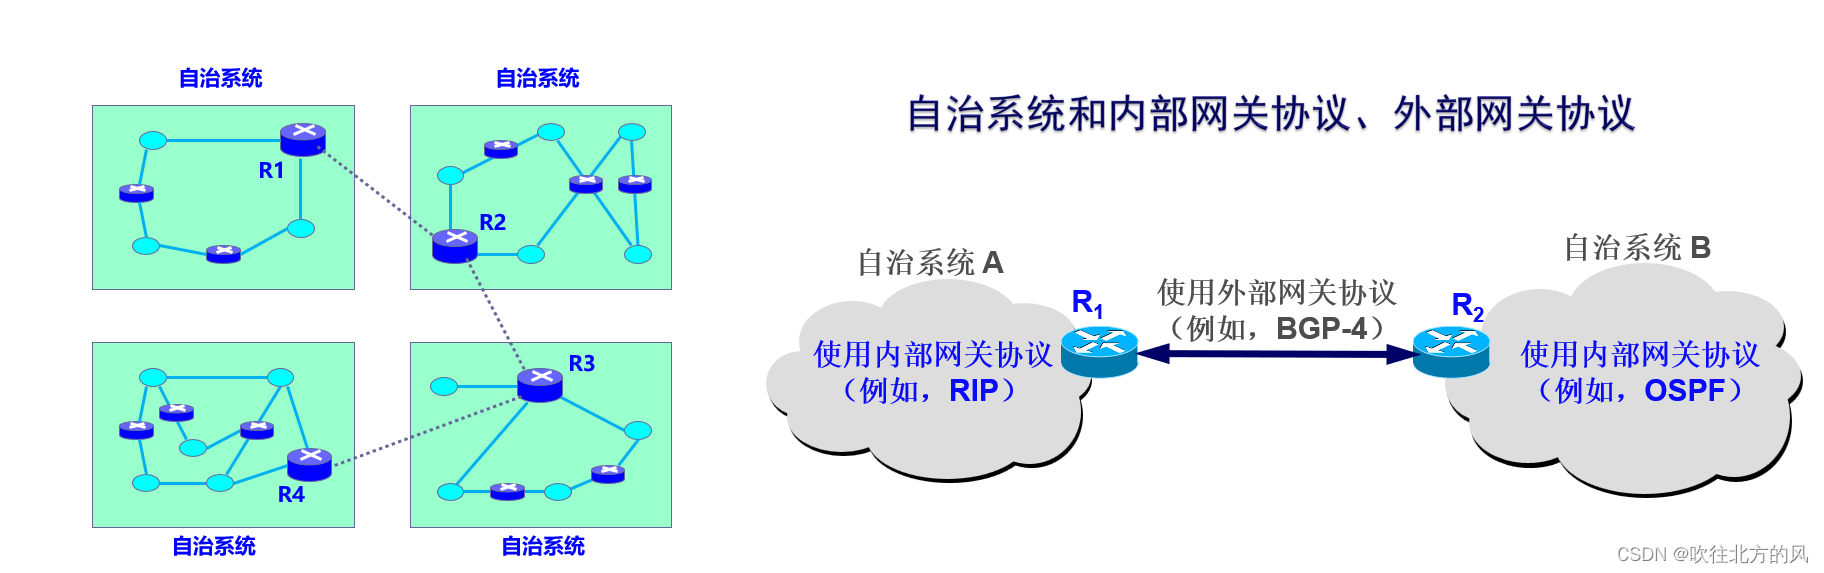 自治系统
自治系统
R1
R2
R3
R4
自治系统
自治系统
自治系统和内部网关协议、外部网关协议
自治系统 A
自治系统 B
R1
使用外部网关协议
（例如，BGP-4）
R2
使用内部网关协议
（例如，RIP）
使用内部网关协议
（例如，OSPF）
CSDN @吹往北方的风